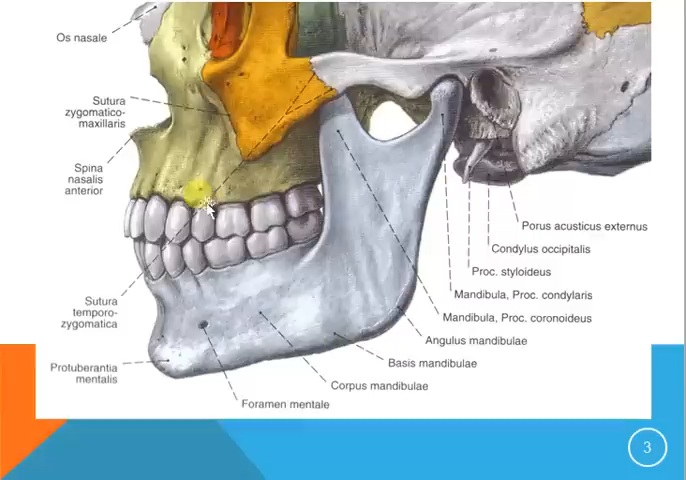 Os nasale
Sutura
zygomatico-
maxillaris
Spina
nasalis
anterior
Sutura
temporo-
zygomatica
Protuberantia
mentalis
Porus acusticus externus
Condylus occipitalis
Proc. styloideus
Mandibula, Proc. condylaris
Mandibula, Proc. coronoideus
Angulus mandibulae
Basis mandibulae
Corpus mandibulae
Foramen mentale
3